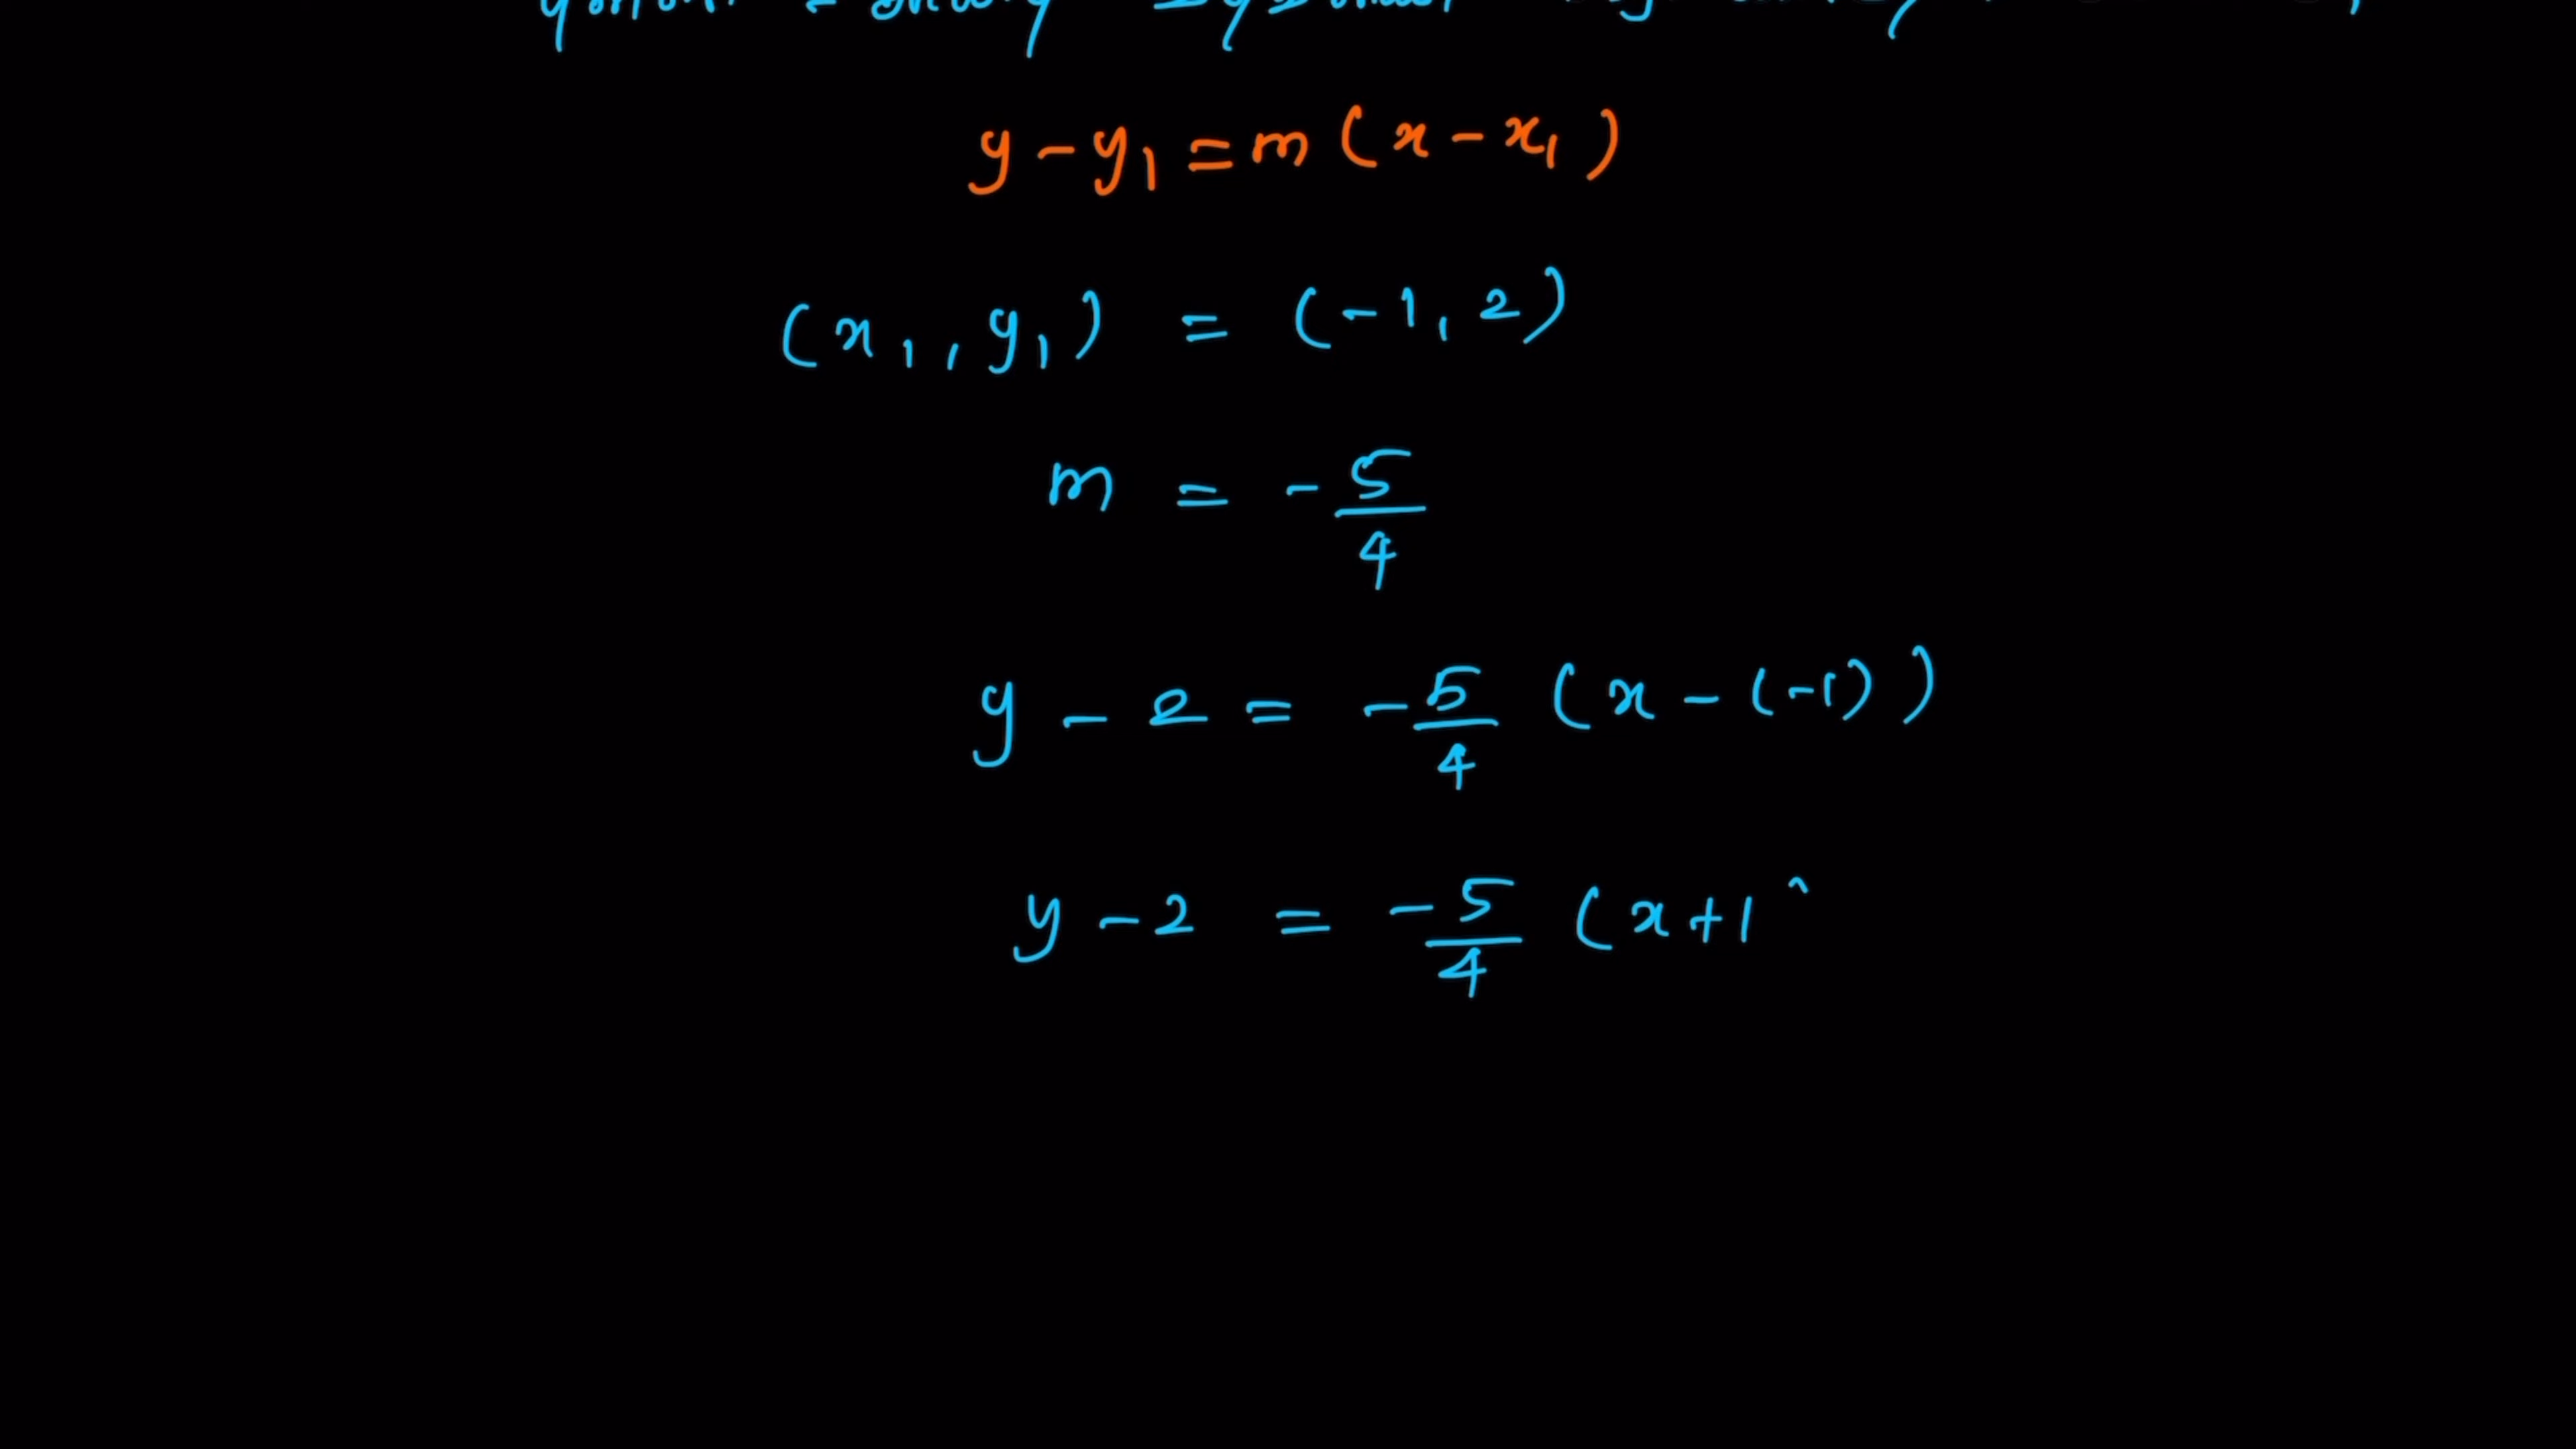 y - y₁ = m (x - x₁)
(x₁, y₁) = (-1, 2)
m = -5/4
y - 2 = -5/4 (x - (-1))
y - 2 = -5/4 (x + 1